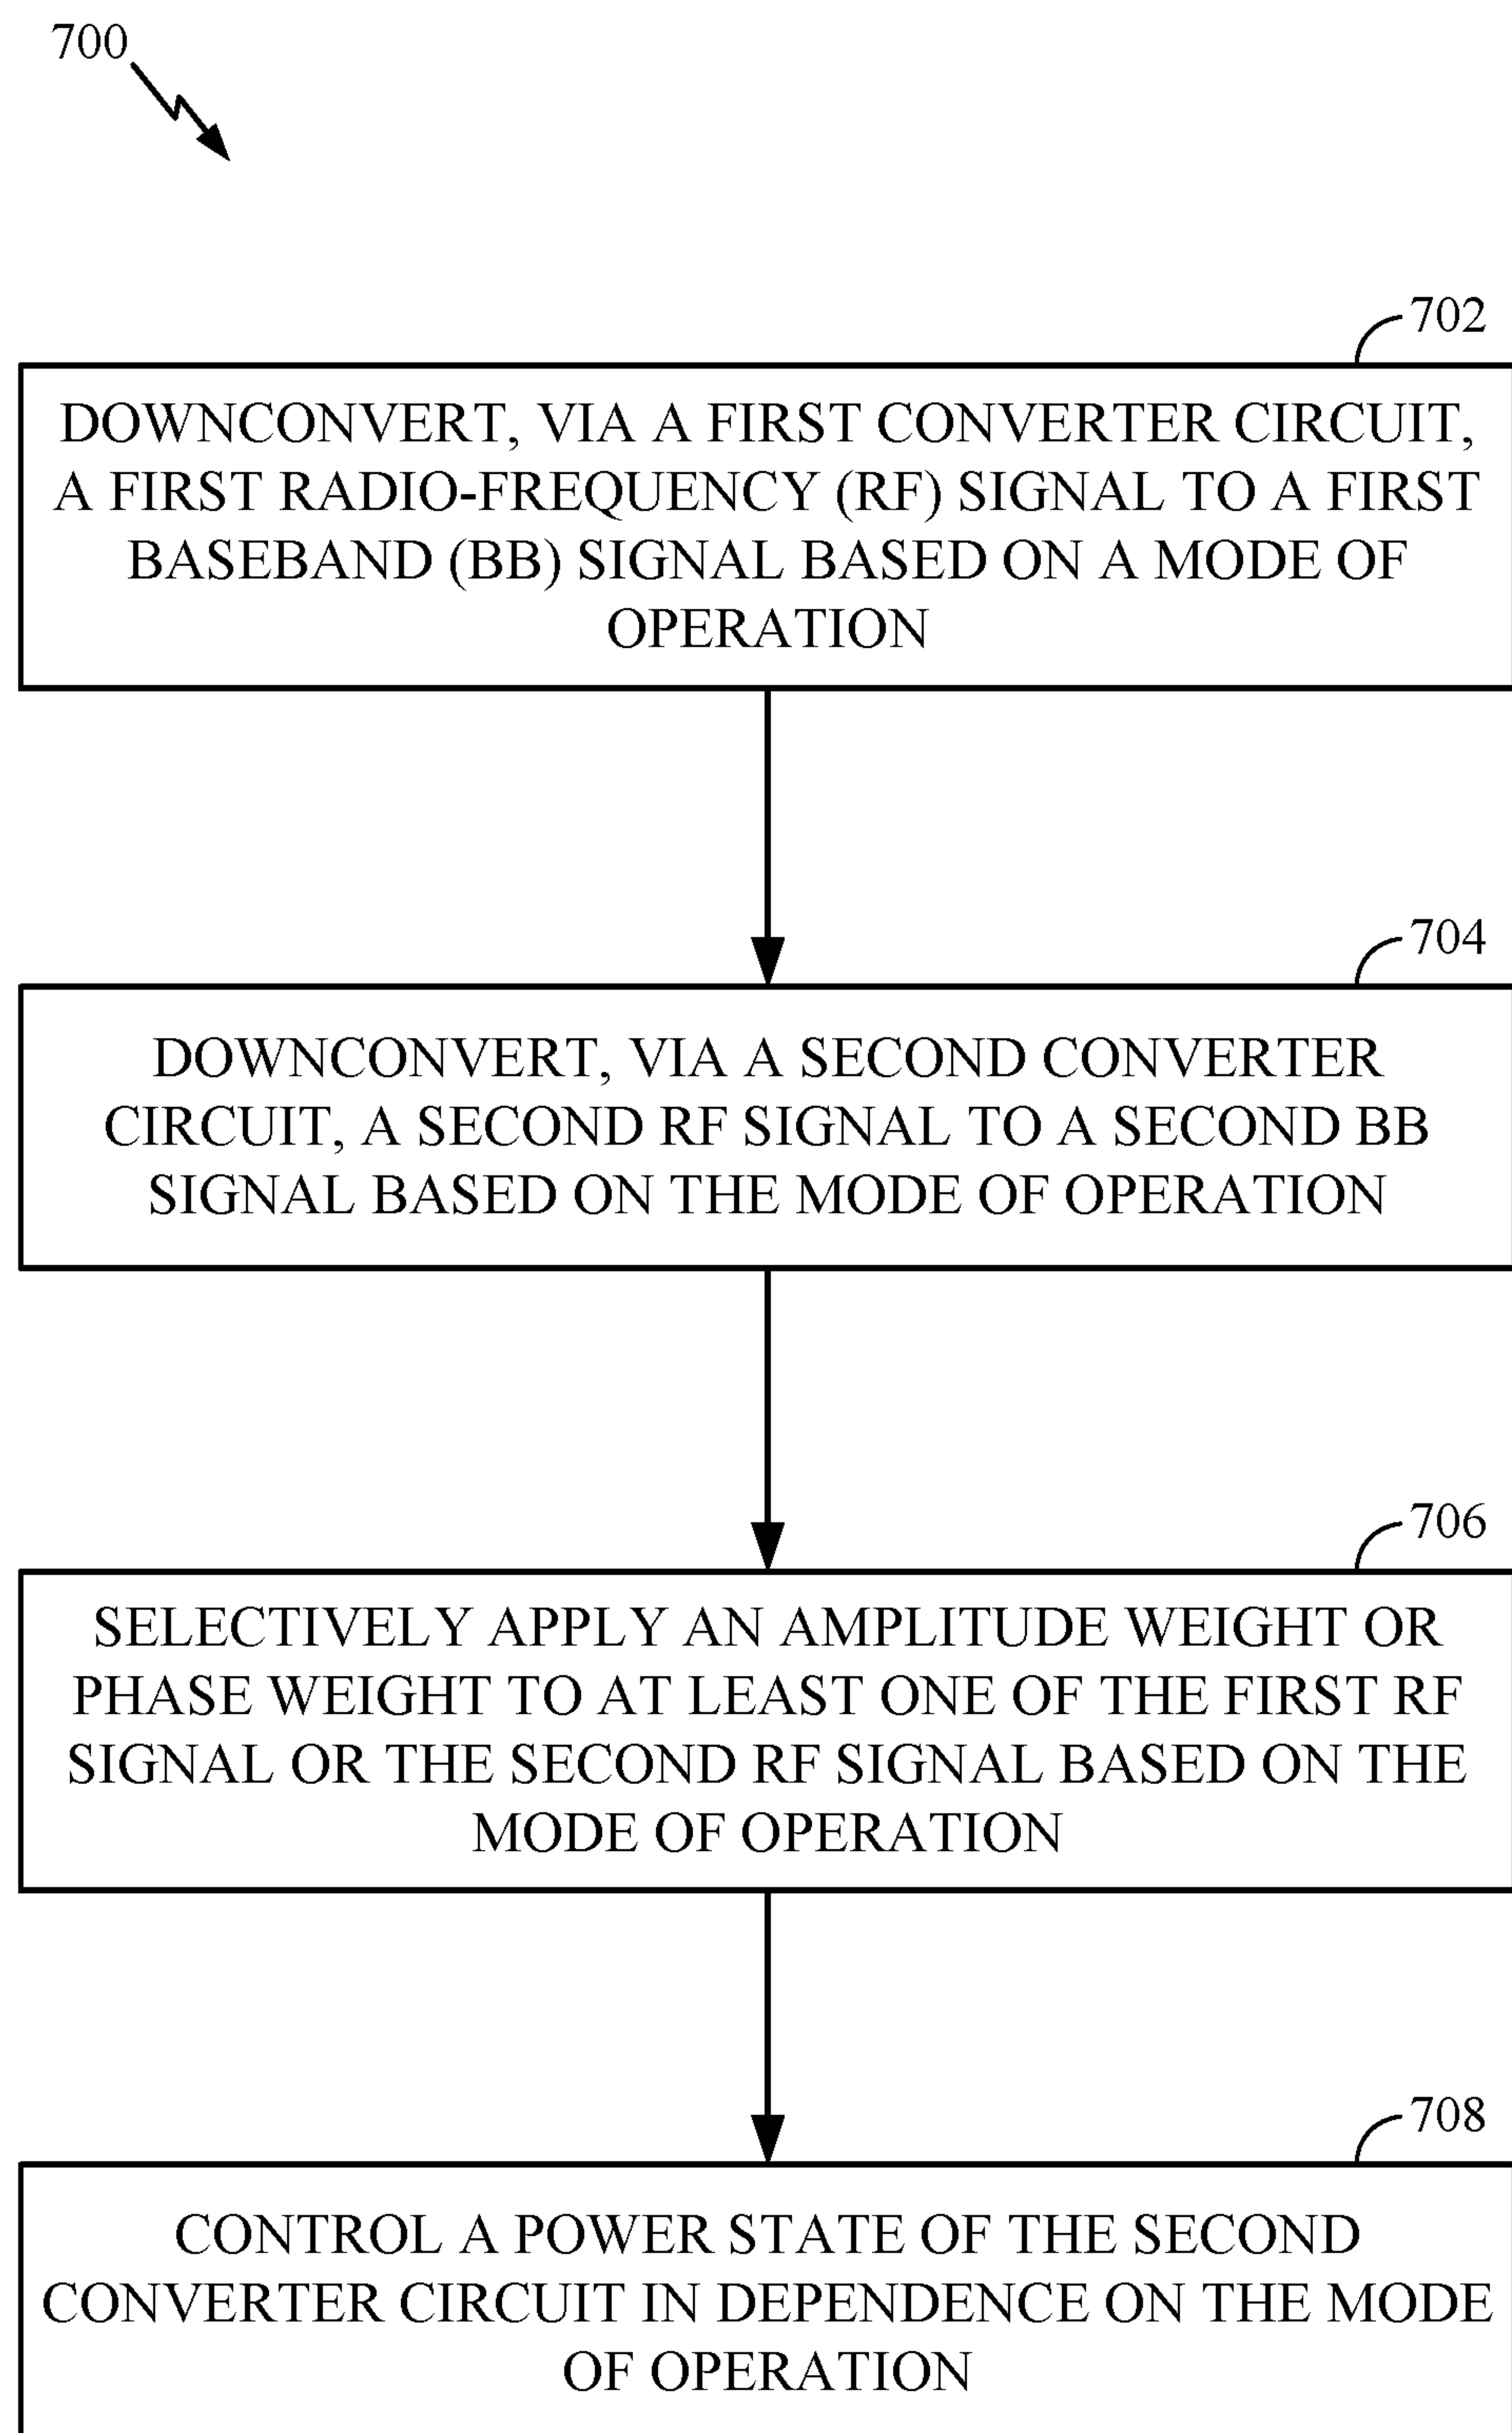 700
702
DOWNCONVERT, VIA A FIRST CONVERTER CIRCUIT,
A FIRST RADIO-FREQUENCY (RF) SIGNAL TO A FIRST
BASEBAND (BB) SIGNAL BASED ON A MODE OF
OPERATION
704
DOWNCONVERT, VIA A SECOND CONVERTER
CIRCUIT, A SECOND RF SIGNAL TO A SECOND BB
SIGNAL BASED ON THE MODE OF OPERATION
706
SELECTIVELY APPLY AN AMPLITUDE WEIGHT OR
PHASE WEIGHT TO AT LEAST ONE OF THE FIRST RF
SIGNAL OR THE SECOND RF SIGNAL BASED ON THE
MODE OF OPERATION
708
CONTROL A POWER STATE OF THE SECOND
CONVERTER CIRCUIT IN DEPENDENCE ON THE MODE
OF OPERATION